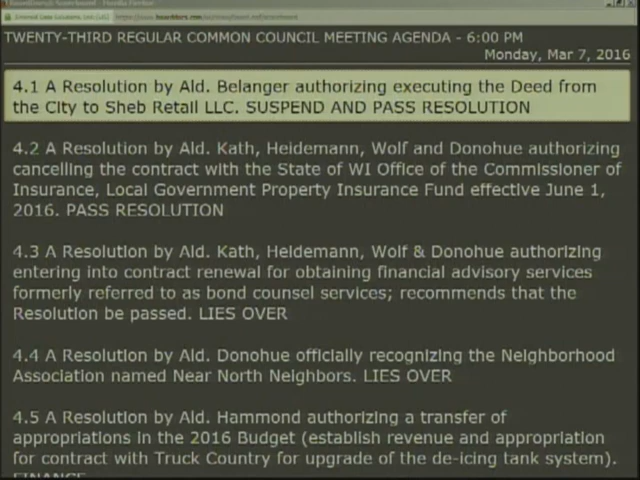 TWENTY-THIRD REGULAR COMMON COUNCIL MEETING AGENDA - 6:00 PM
Monday, Mar 7, 2016
4.1 A Resolution by Ald. Belanger authorizing executing the Deed from
the City to Sheb Retail LLC. SUSPEND AND PASS RESOLUTION
4.2 A Resolution by Ald. Kath, Heidemann, Wolf and Donohue authorizing
cancelling the contract with the State of WI Office of the Commissioner of
Insurance, Local Government Property Insurance Fund effective June 1,
2016. PASS RESOLUTION
4.3 A Resolution by Ald. Kath, Heidemann, Wolf & Donohue authorizing
entering into contract renewal for obtaining financial advisory services
formerly referred to as bond counsel services; recommends that the
Resolution be passed. LIES OVER
4.4 A Resolution by Ald. Donohue officially recognizing the Neighborhood
Association named Near North Neighbors. LIES OVER
4.5 A Resolution by Ald. Hammond authorizing a transfer of
appropriations in the 2016 Budget (establish revenue and appropriation
for contract with Truck Country for upgrade of the de-icing tank system).
FINANCE